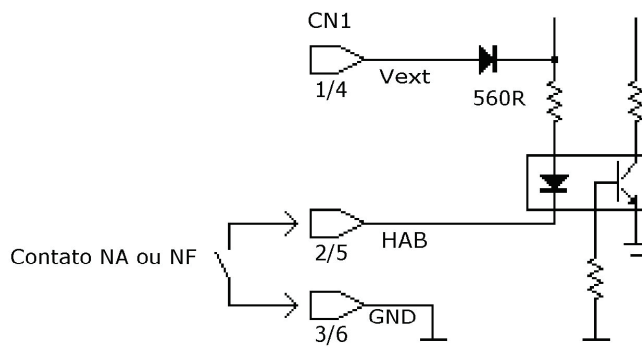 CN1
1/4
Vext
560R
2/5
HAB
Contato NA ou NF
3/6
GND